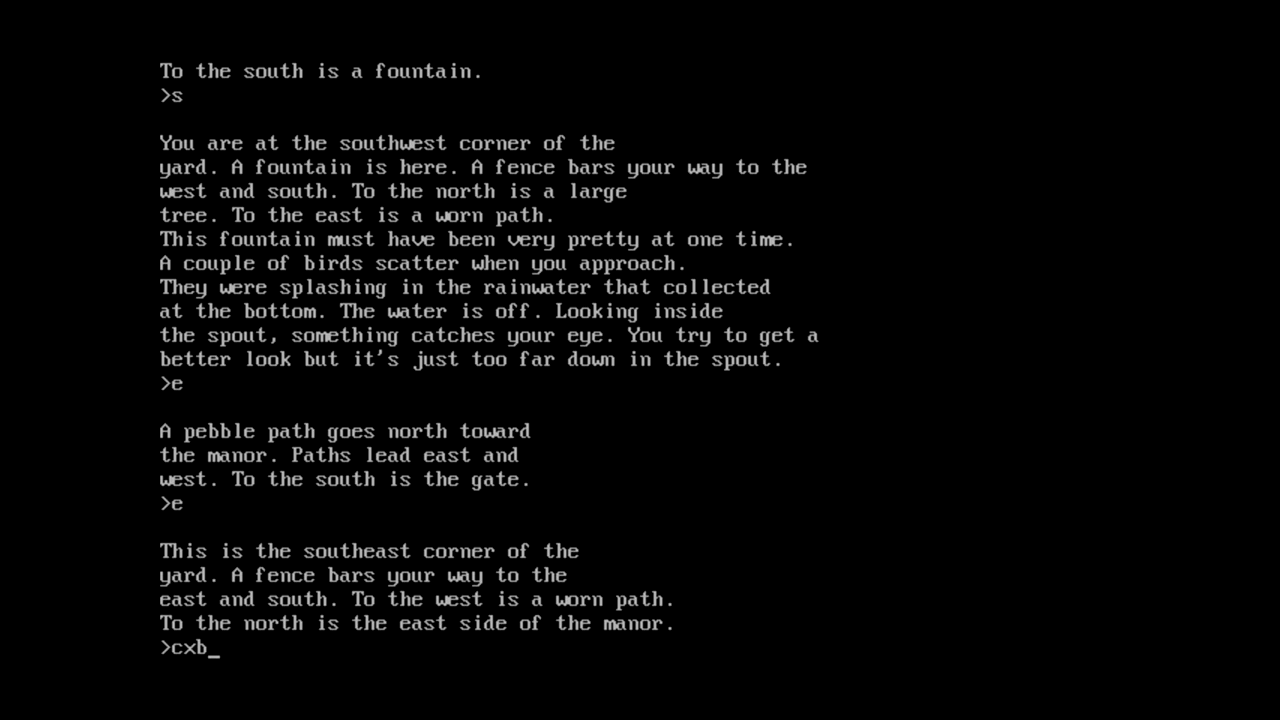 To the south is a fountain.
>s
You are at the southwest corner of the
yard. A fountain is here. A fence bars your way to the
west and south. To the north is a large
tree. To the east is a worn path.
This fountain must have been very pretty at one time.
A couple of birds scatter when you approach.
They were splashing in the rainwater that collected
at the bottom. The water is off. Looking inside
the spout, something catches your eye. You try to get a
better look but it's just too far down in the spout.
>e
A pebble path goes north toward
the manor. Paths lead east and
west. To the south is the gate.
>e
This is the southeast corner of the
yard. A fence bars your way to the
east and south. To the west is a worn path.
To the north is the east side of the manor.
>cxb_